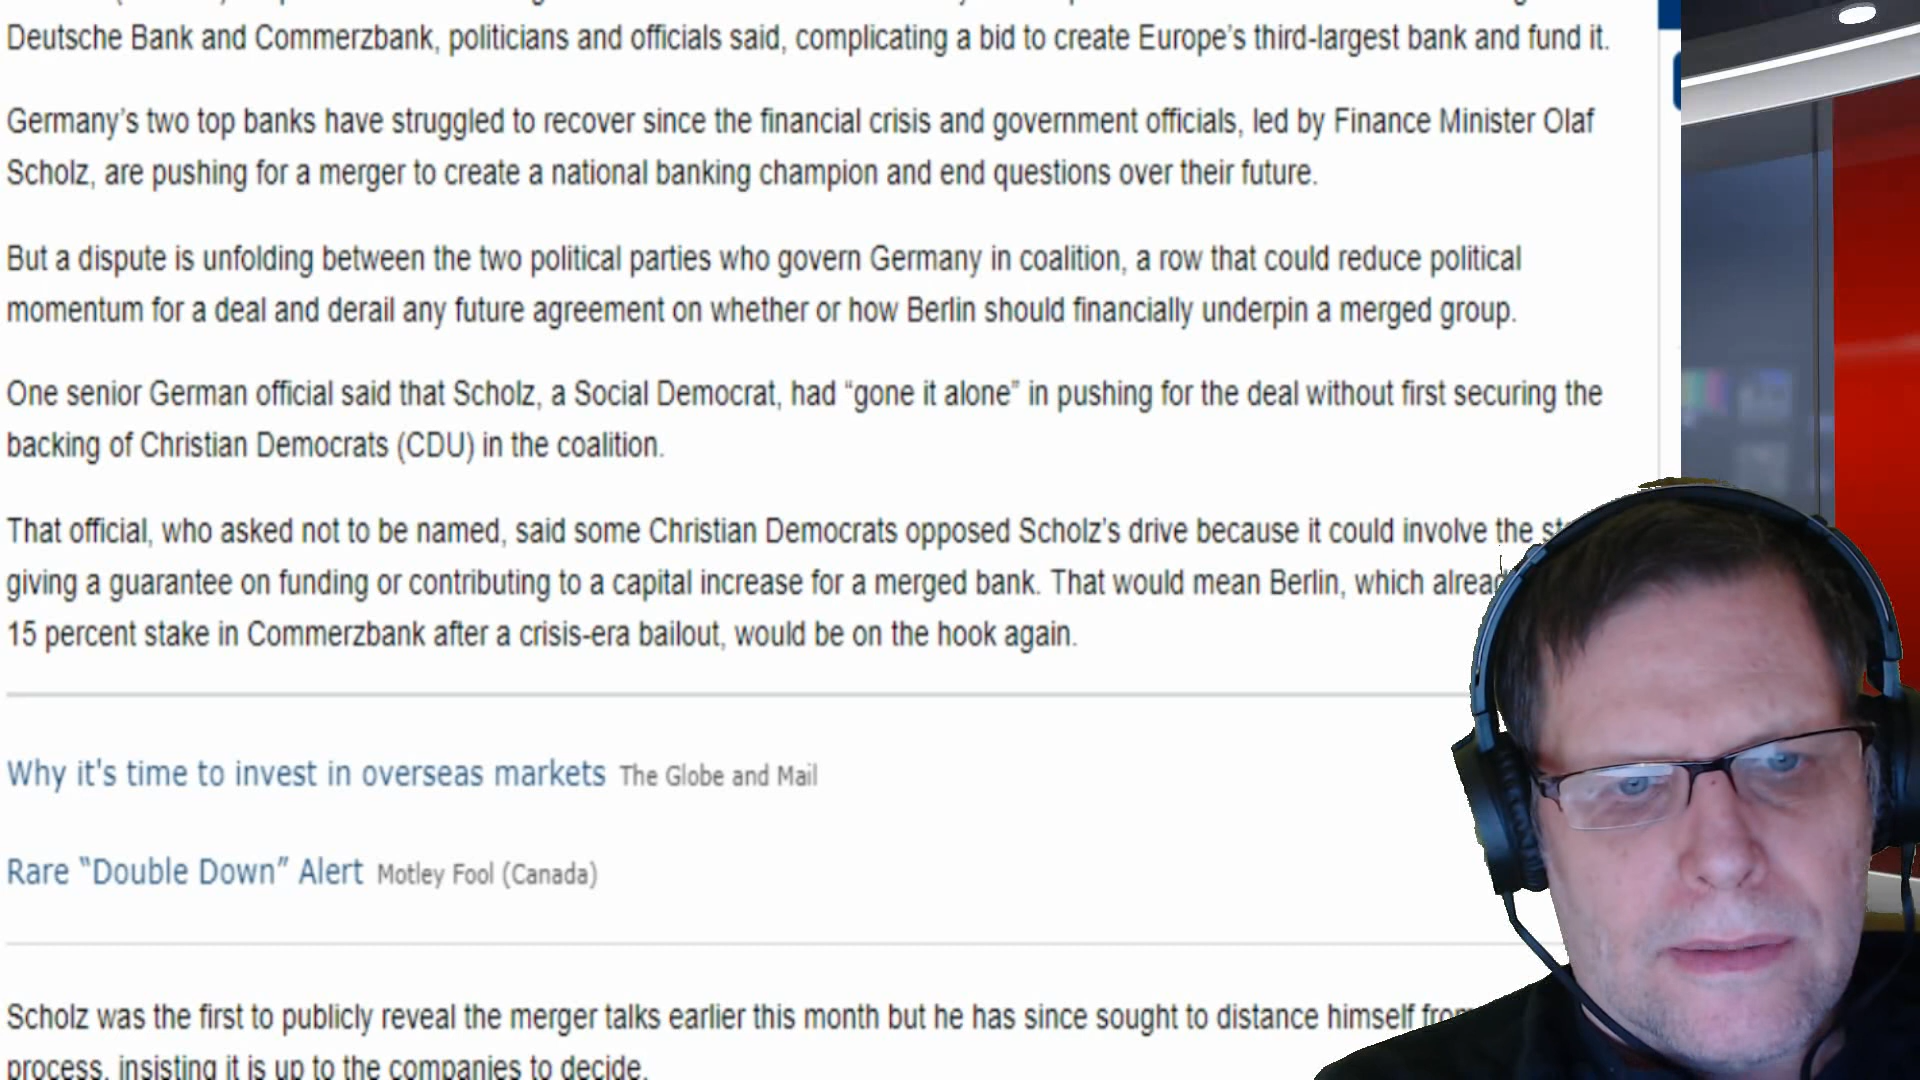 Deutsche Bank and Commerzbank, politicians and officials said, complicating a bid to create Europe’s third-largest bank and fund it.
Germany’s two top banks have struggled to recover since the financial crisis and government officials, led by Finance Minister Olaf
Scholz, are pushing for a merger to create a national banking champion and end questions over their future.
But a dispute is unfolding between the two political parties who govern Germany in coalition, a row that could reduce political
momentum for a deal and derail any future agreement on whether or how Berlin should financially underpin a merged group.
One senior German official said that Scholz, a Social Democrat, had “gone it alone” in pushing for the deal without first securing the
backing of Christian Democrats (CDU) in the coalition.
That official, who asked not to be named, said some Christian Democrats opposed Scholz’s drive because it could involve the
giving a guarantee on funding or contributing to a capital increase for a merged bank. That would mean Berlin, which
15 percent stake in Commerzbank after a crisis-era bailout, would be on the hook again.
Why it's time to invest in overseas markets The Globe and Mail
Rare “Double Down” Alert Motley Fool (Canada)
Scholz was the first to publicly reveal the merger talks earlier this month but he has since sought to distance himself
process, insisting it is up to the companies to decide.